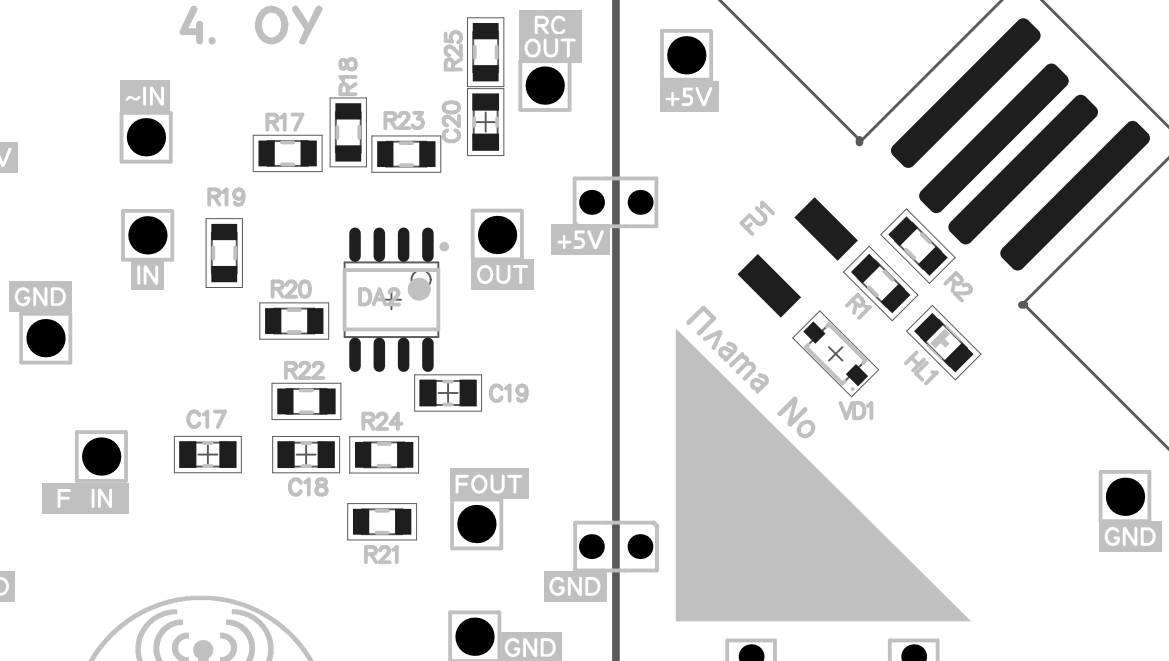 4. ОУ
RC
OUT
R25
R18
~IN
+5V
C20
R17
R23
V
R19
FU1
+5V
IN
OUT
R2
GND
R20
DA2
R1
Плата No
HL1
R22
C19
VD1
C17
R24
F IN
C18
FOUT
GND
R21
D
GND
GND